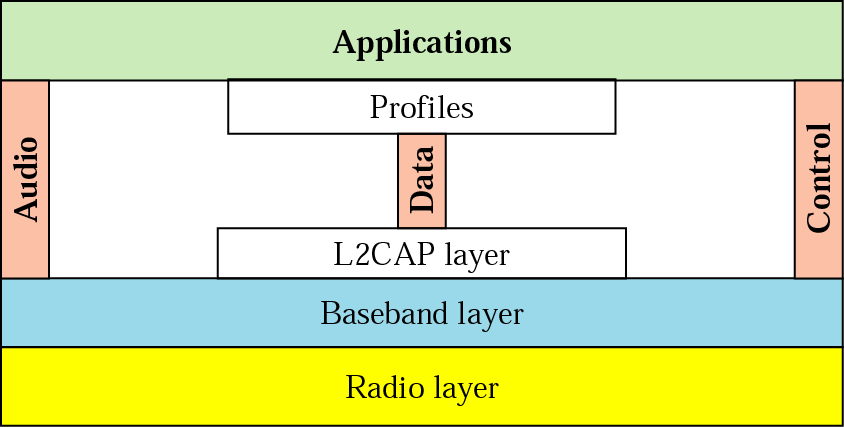 Applications
Profiles
Audio
Data
Control
L2CAP layer
Baseband layer
Radio layer